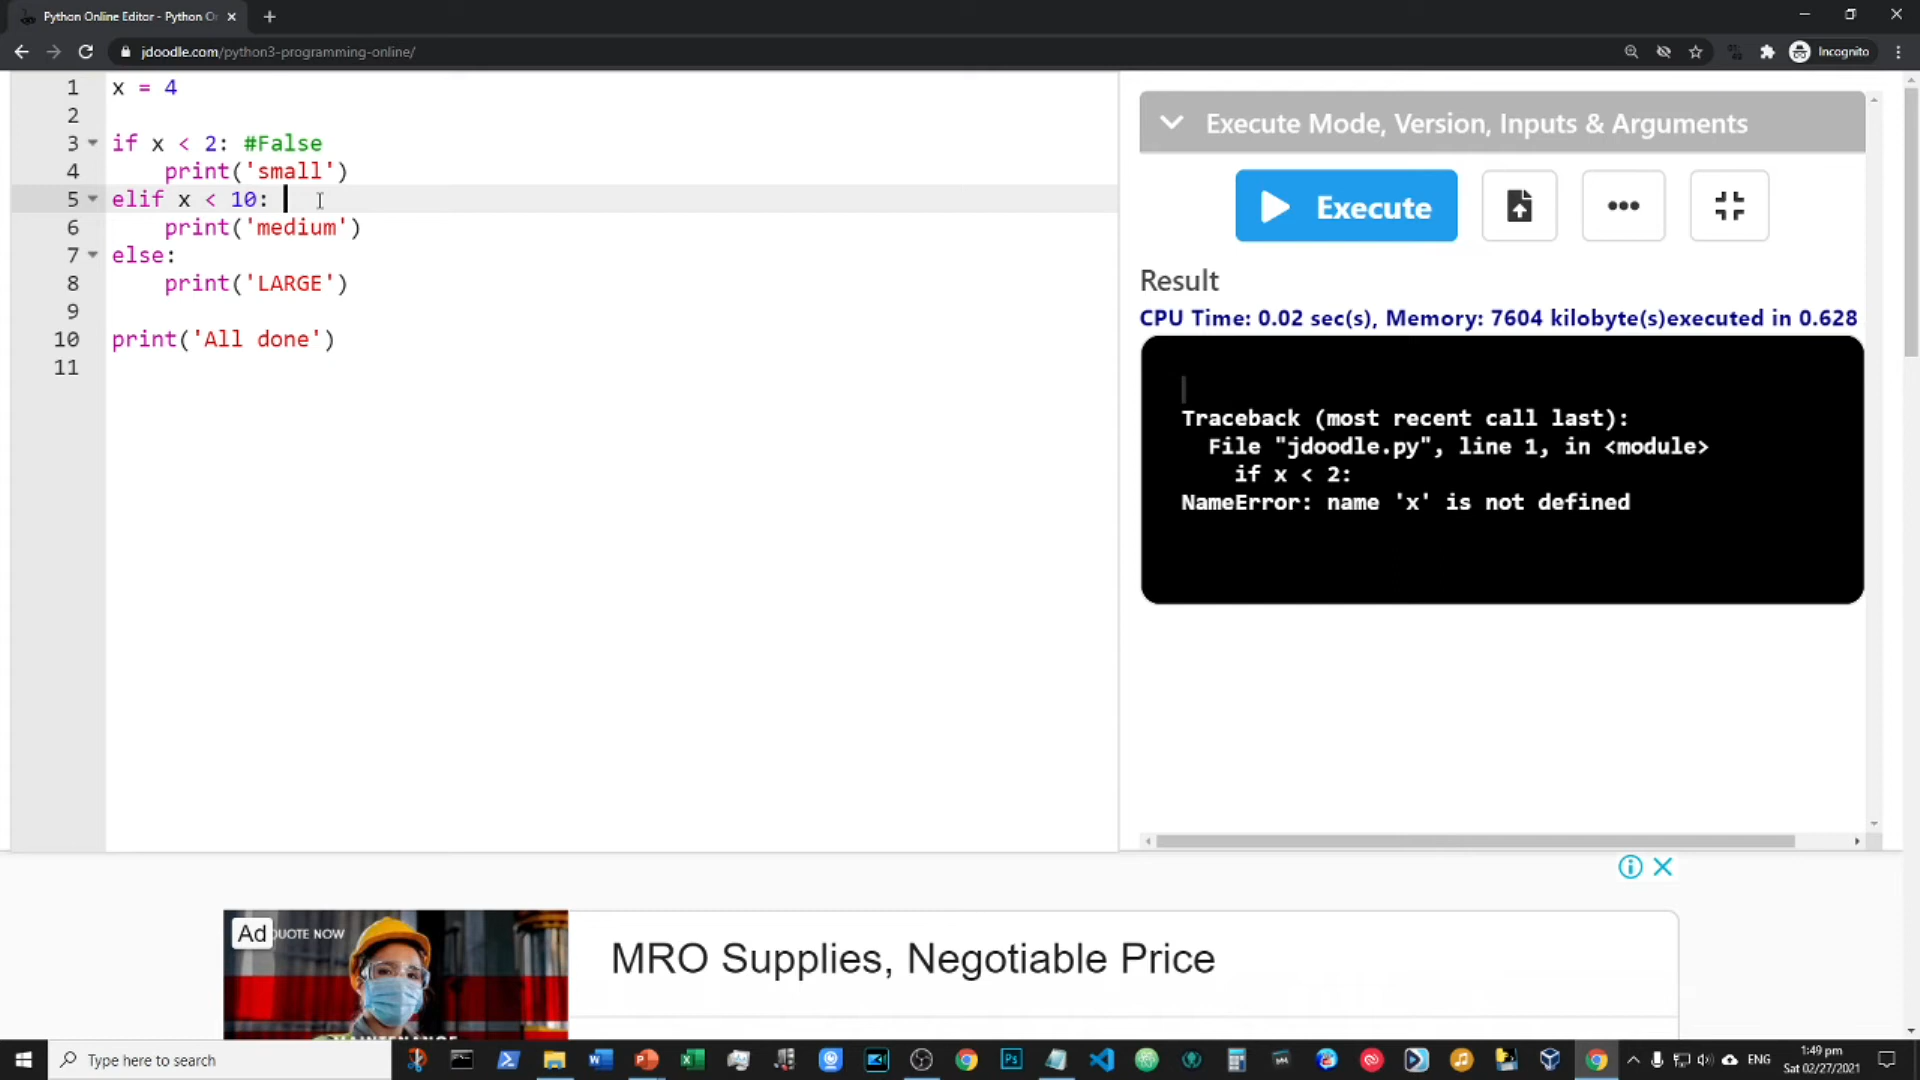 Python Online Editor - Python Or
jdoodle.com/python3-programming-online/
Incognito
1 x = 4
2
3 if x < 2: #False
4 print('small')
5 elif x < 10:
6 print('medium')
7 else:
8 print('LARGE')
9
10 print('All done')
11
Execute Mode, Version, Inputs & Arguments
Execute
Result
CPU Time: 0.02 sec(s), Memory: 7604 kilobyte(s)executed in 0.628
Traceback (most recent call last):
File "jdoodle.py", line 1, in <module>
if x < 2:
NameError: name 'x' is not defined
Ad
QUOTE NOW
MRO Supplies, Negotiable Price
Type here to search
ENG
1:49 pm
Sat 02/27/2021